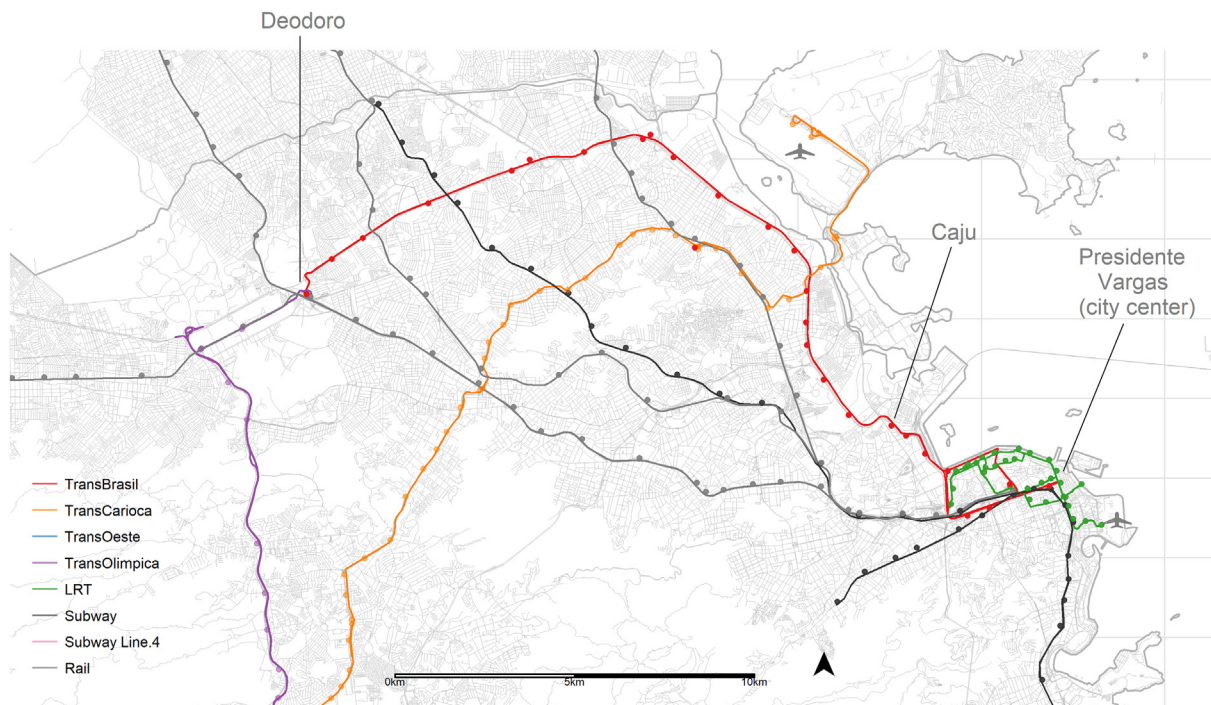 Deodoro
Caju
Presidente
Vargas
(city center)
TransBrasil
TransCarioca
TransOeste
TransOlimpica
LRT
Subway
Subway Line.4
Rail
0km
5km
10km